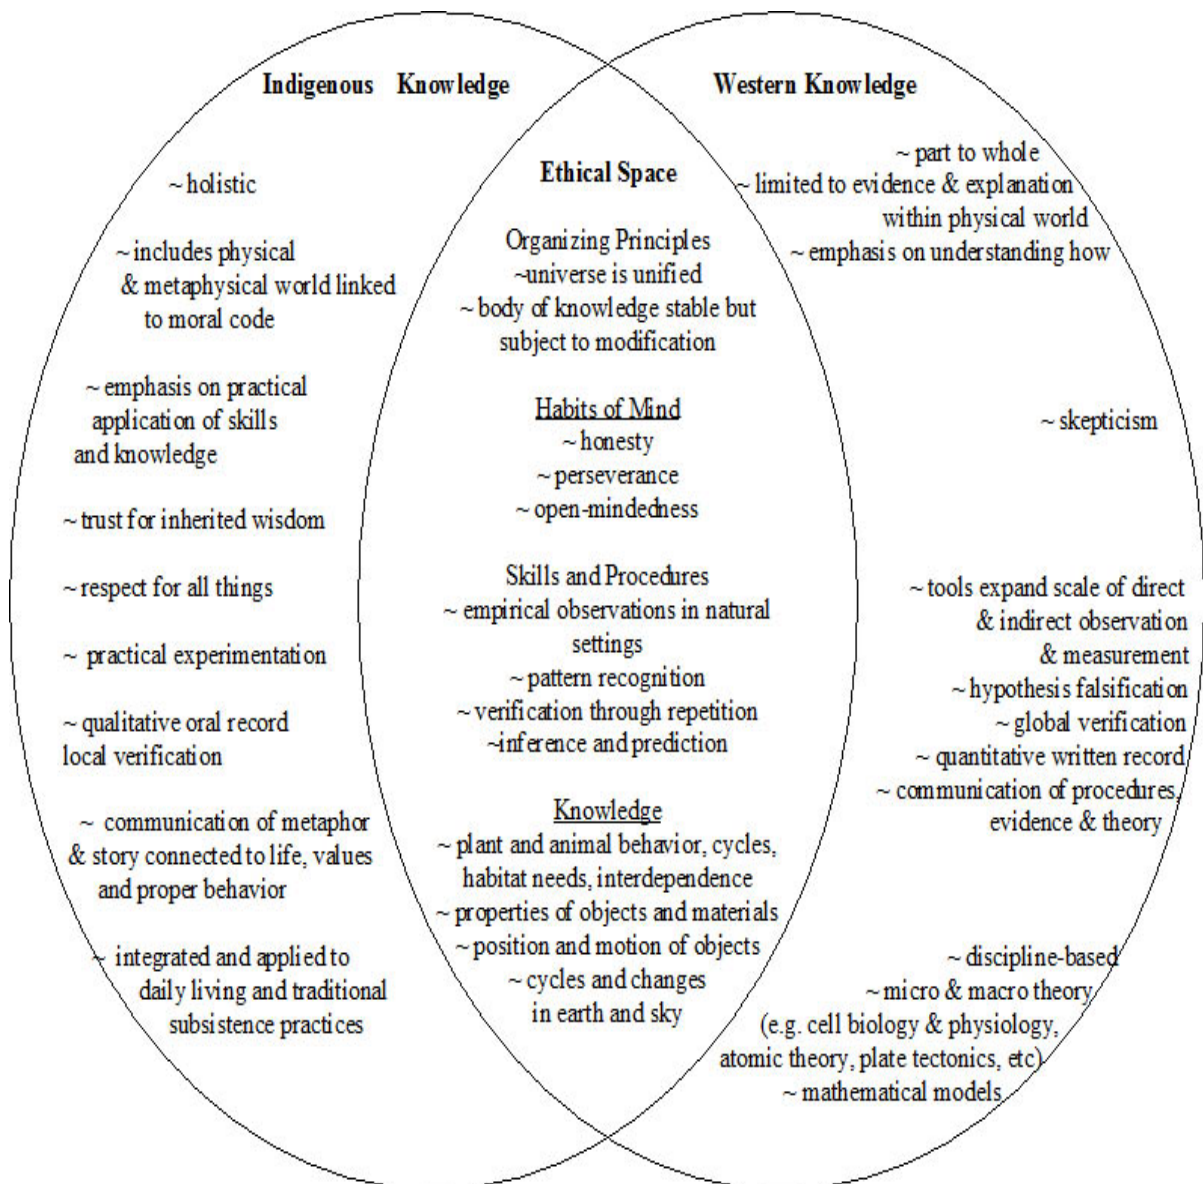 Indigenous Knowledge
~ holistic
~ includes physical
& metaphysical world linked
to moral code
~ emphasis on practical
application of skills
and knowledge
~ trust for inherited wisdom
~ respect for all things
~ practical experimentation
~ qualitative oral record
local verification
~ communication of metaphor
& story connected to life, values
and proper behavior
~ integrated and applied to
daily living and traditional
subsistence practices
Ethical Space
Organizing Principles
~universe is unified
~ body of knowledge stable but
subject to modification
Habits of Mind
~ honesty
~ perseverance
~ open-mindedness
Skills and Procedures
~ empirical observations in natural
settings
~ pattern recognition
~ verification through repetition
~inference and prediction
Knowledge
~ plant and animal behavior, cycles,
habitat needs, interdependence
~ properties of objects and materials
~ position and motion of objects
~ cycles and changes
in earth and sky
Western Knowledge
~ part to whole
~ limited to evidence & explanation
within physical world
~ emphasis on understanding how
~ skepticism
~ tools expand scale of direct
& indirect observation
& measurement
~ hypothesis falsification
~ global verification
~ quantitative written record
~ communication of procedures,
evidence & theory
~ discipline-based
~ micro & macro theory
(e.g. cell biology & physiology,
atomic theory, plate tectonics, etc)
~ mathematical models